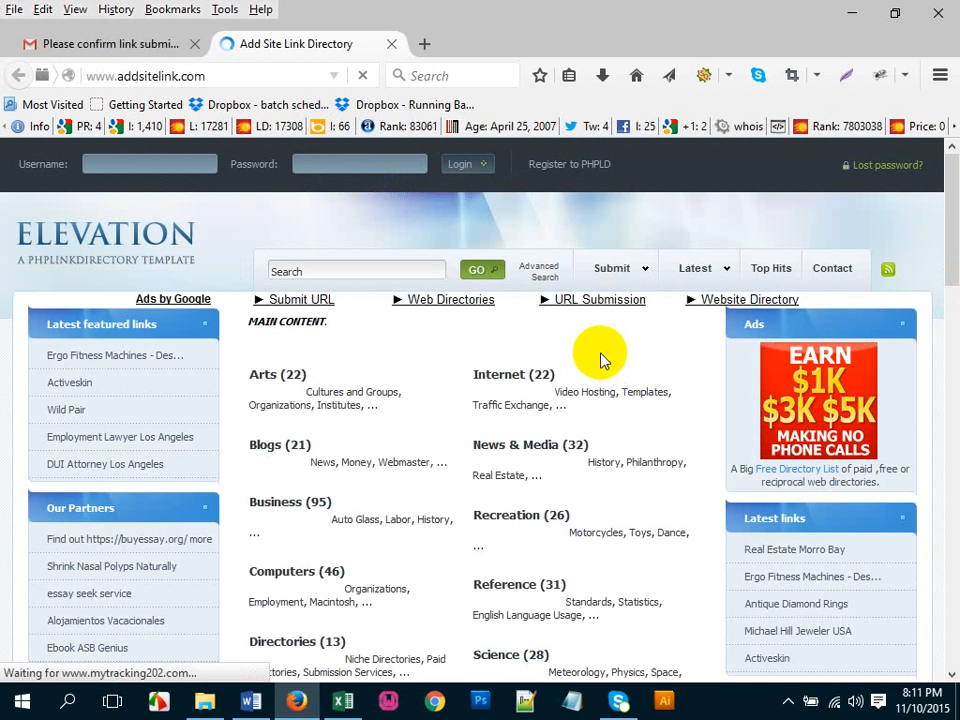 File Edit View History Bookmarks Tools Help
Please confirm link submi... Add Site Link Directory
www.addsitelink.com Search
Most Visited Getting Started Dropbox - batch sched... Dropbox - Running Ba...
Info PR: 4 I: 1,410 L: 17281 LD: 17308 I: 66 Rank: 83061 Age: April 25, 2007 Tw: 4 I: 25 +1: 2 whois Rank: 7803038 Price: 0
Username: Password: Login Register to PHPLD Lost password?
ELEVATION
A PHPLINKDIRECTORY TEMPLATE
Search GO Advanced Search Submit Latest Top Hits Contact
Ads by Google ► Submit URL ► Web Directories ► URL Submission ► Website Directory
Latest featured links
Ergo Fitness Machines - Des...
Activeskin
Wild Pair
Employment Lawyer Los Angeles
DUI Attorney Los Angeles
Our Partners
Find out https://buyessay.org/ more
Shrink Nasal Polyps Naturally
essay seek service
Alojamientos Vacacionales
Ebook ASB Genius
MAIN CONTENT.
Arts (22)
Cultures and Groups,
Organizations, Institutes, ...
Blogs (21)
News, Money, Webmaster, ...
Business (95)
Auto Glass, Labor, History,
...
Computers (46)
Organizations,
Employment, Macintosh, ...
Directories (13)
Niche Directories, Paid
tories, Submission Services, ...
Internet (22)
Video Hosting, Templates,
Traffic Exchange, ...
News & Media (32)
History, Philanthropy,
Real Estate, ...
Recreation (26)
Motorcycles, Toys, Dance,
...
Reference (31)
Standards, Statistics,
English Language Usage, ...
Science (28)
Meteorology, Physics, Space,
Ads
EARN
$1K
$3K $5K
MAKING NO
PHONE CALLS
A Big Free Directory List of paid ,free or
reciprocal web directories.
Latest links
Real Estate Morro Bay
Ergo Fitness Machines - Des...
Antique Diamond Rings
Michael Hill Jeweler USA
Activeskin
Waiting for www.mytracking202.com...
8:11 PM
11/10/2015